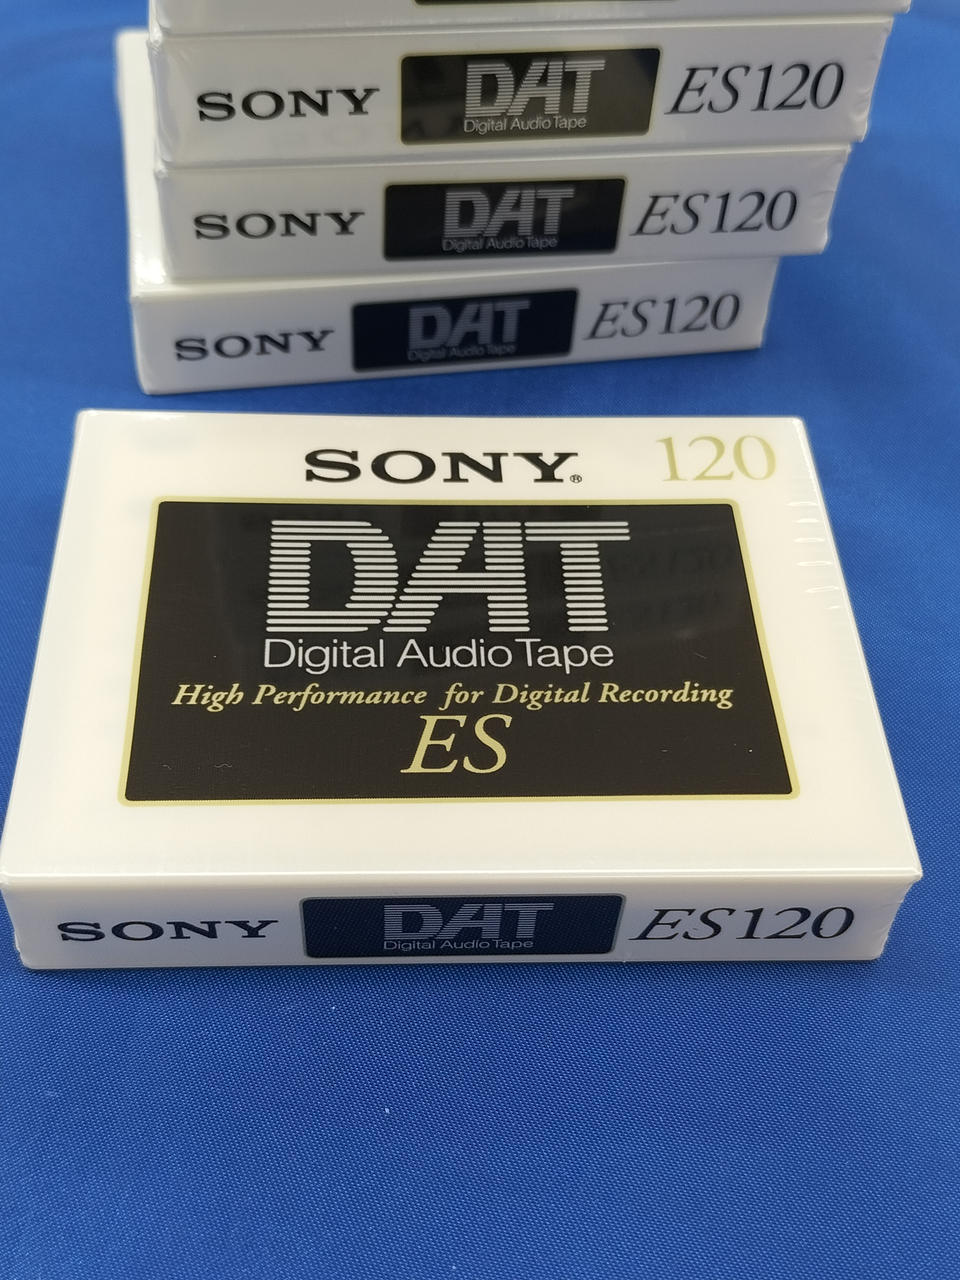 SONY DAT ES120
Digital Audio Tape
SONY DAT ES120
Digital Audio Tape
SONY DAT ES120
Digital Audio Tape
SONY® 120
DAT
Digital Audio Tape
High Performance for Digital Recording
ES
SONY DAT ES120
Digital Audio Tape